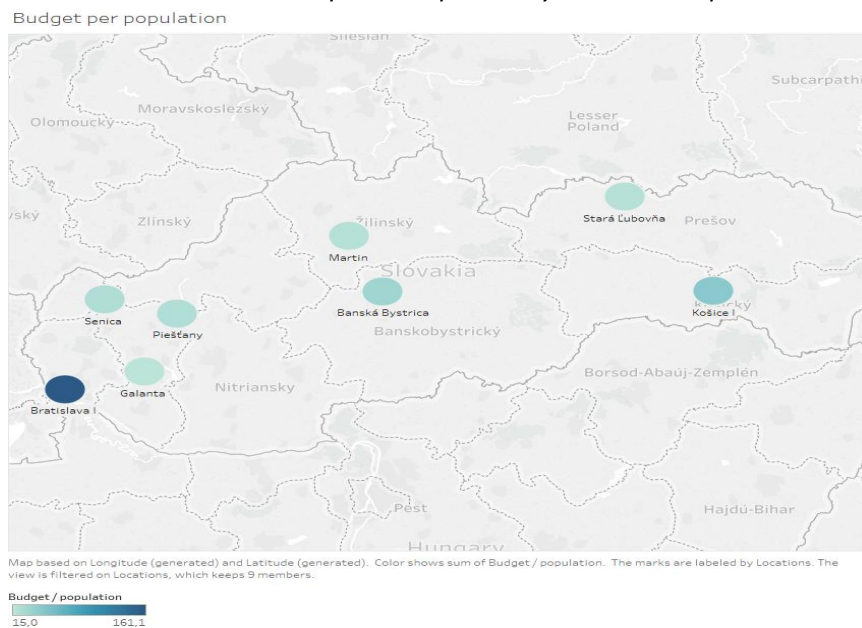 Budget per population
Silesian
Subcarpathi
Moravskoslezský
Lesser
Poland
Olomoucký
Stará Ľubovňa
Prešov
vský
Zlínský
Žilinský
Martin
Slovakia
Senica
Piešťany
Banská Bystrica
Košice I
Banskobystrický
Galanta
Nitriansky
Borsod-Abaúj-Zemplén
Bratislava I
Pest
Hajdú-Bihar
Hungary
Map based on Longitude (generated) and Latitude (generated). Color shows sum of Budget / population. The marks are labeled by Locations. The
view is filtered on Locations, which keeps 9 members.
Budget / population
15,0 161,1